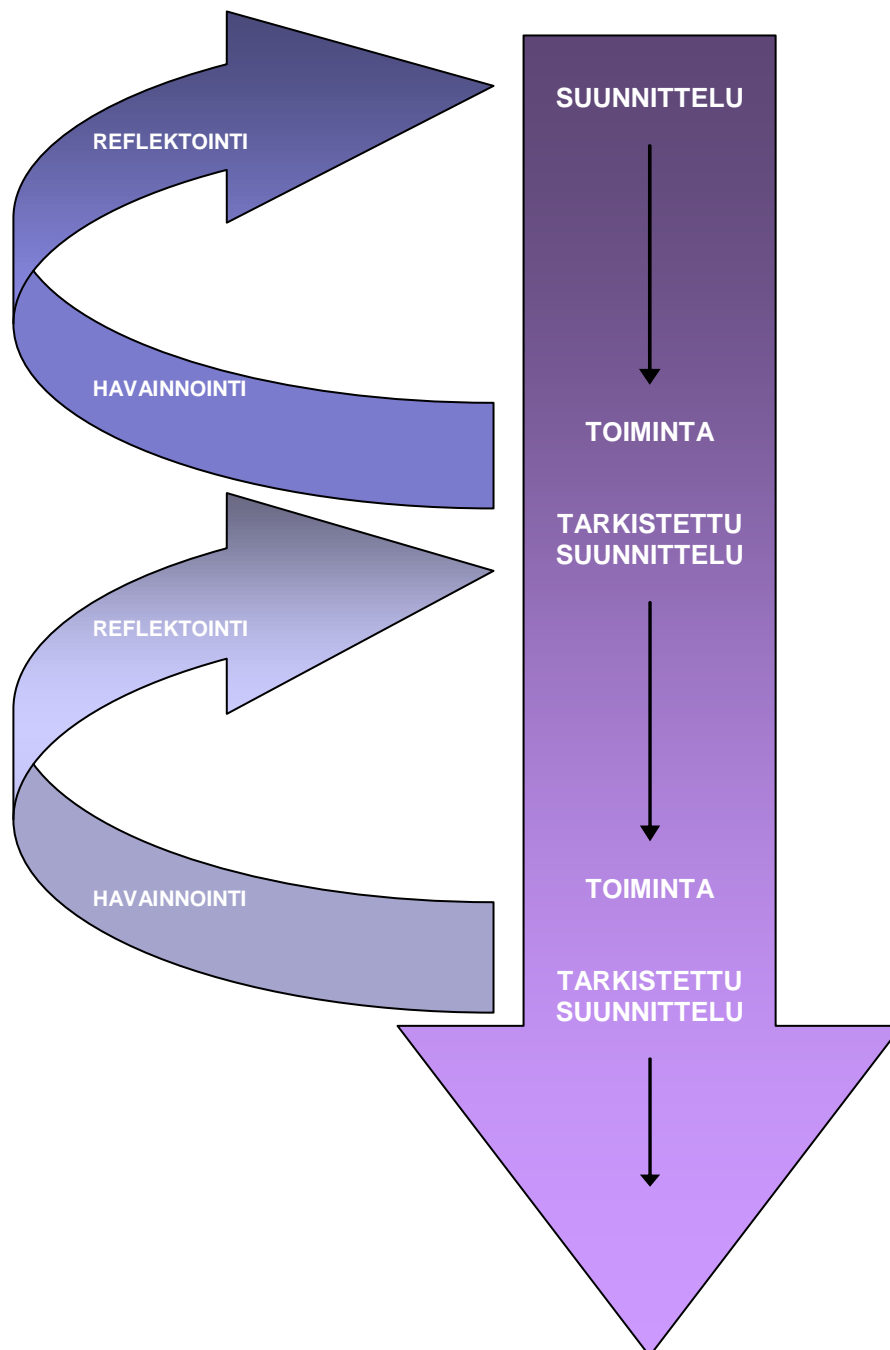 SUUNNITTELU
REFLEKTOINTI
HAVAINNOINTI
TOIMINTA
TARKISTETTU
SUUNNITTELU
REFLEKTOINTI
HAVAINNOINTI
TOIMINTA
TARKISTETTU
SUUNNITTELU